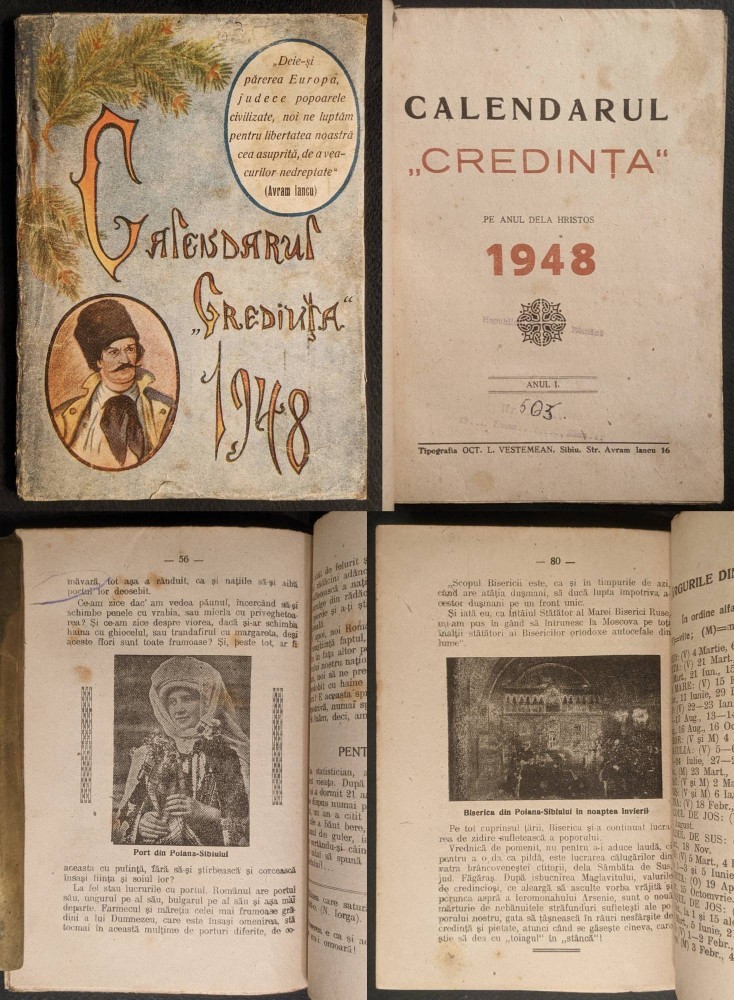 „Deie-și
părerea Europa,
judece popoarele
civilizate, noi ne luptăm
pentru libertatea noastră
cea asuprită, de a vea-
curilor nedreptate“
(Avram Iancu)
Calendarul
„Credința“
1948
CALENDARUL
„CREDINȚA“
PE ANUL DELA HRISTOS
1948
ANUL I.
503
Tipografia OCT. L. VESTEMEAN. Sibiu. Str. Avram Iancu 16
— 56 —
măvară, tot așa a rânduit, ca și națiile să-și aibă
portul lor deosebit.
Ce-am zice dac' am vedea păunul, încercând să-și
schimbe penele cu vrabia, sau mierla cu priveghetoa-
rea? Și ce-am zice despre viorea, dacă și-ar schimba
haina cu ghiocelul, sau trandafirul cu margareta, deși
aceste flori sunt toate frumoase? Și, peste tot, ar fi
Port din Poiana-Sibiului
aceasta cu putință, fără să-și știrbească și corcească
însăși ființa și soiul lor?
La fel stau lucrurile cu portul. Românul are portul
său, ungurul pe al său, bulgarul pe al său și așa mai
departe. Farmecul și măreția celei mai frumoase gră-
dini a lui Dumnezeu, care este însași omenirea, stă
tocmai în această mulțime de porturi diferite, de oo-
PENT
— 80 —
„Scopul Bisericii este, ca și în timpurile de azi,
când are atâția dușmani, să ducă lupta împotriva a-
cestor dușmani pe un front unic.
Și iată eu, ca întâiul Stătător al Marei Biserici Ruse,
mi-am pus în gând să înirunesc la Moscova pe toți
înalții stătători ai Bisericilor ortodoxe autocefale din
lume“.
Biserica din Poiana-Sibiului în noaptea Invierii
Pe tot cuprinsul țării, Biserica și-a continuat lucra-
rea de zidire sufletească a poporului.
Vrednică de pomenit, nu pentru a-i aduce laudă, ci
pentru a o da ca pildă, este lucrarea călugărilor din
vatra brâncoveneștei ctitorii, dela Sâmbăta de Sus,
jud. Făgăraș. După isbucnirea Maglavitului, valurile
de credincioși, ce aleargă să asculte vorba vrăjită și
porunca aspră a Ieromonahului Arsenie, sunt o nouă
mărturie de nebănuitele străfunduri sufletești ale po-
porului nostru, gata să țâșnească în râuri nesfârșite de
credință și pietate, atunci când se găsește cineva, care
știe să dea cu „toiagul“ în „stâncă“!
RGURILE DIN
In ordine alfa